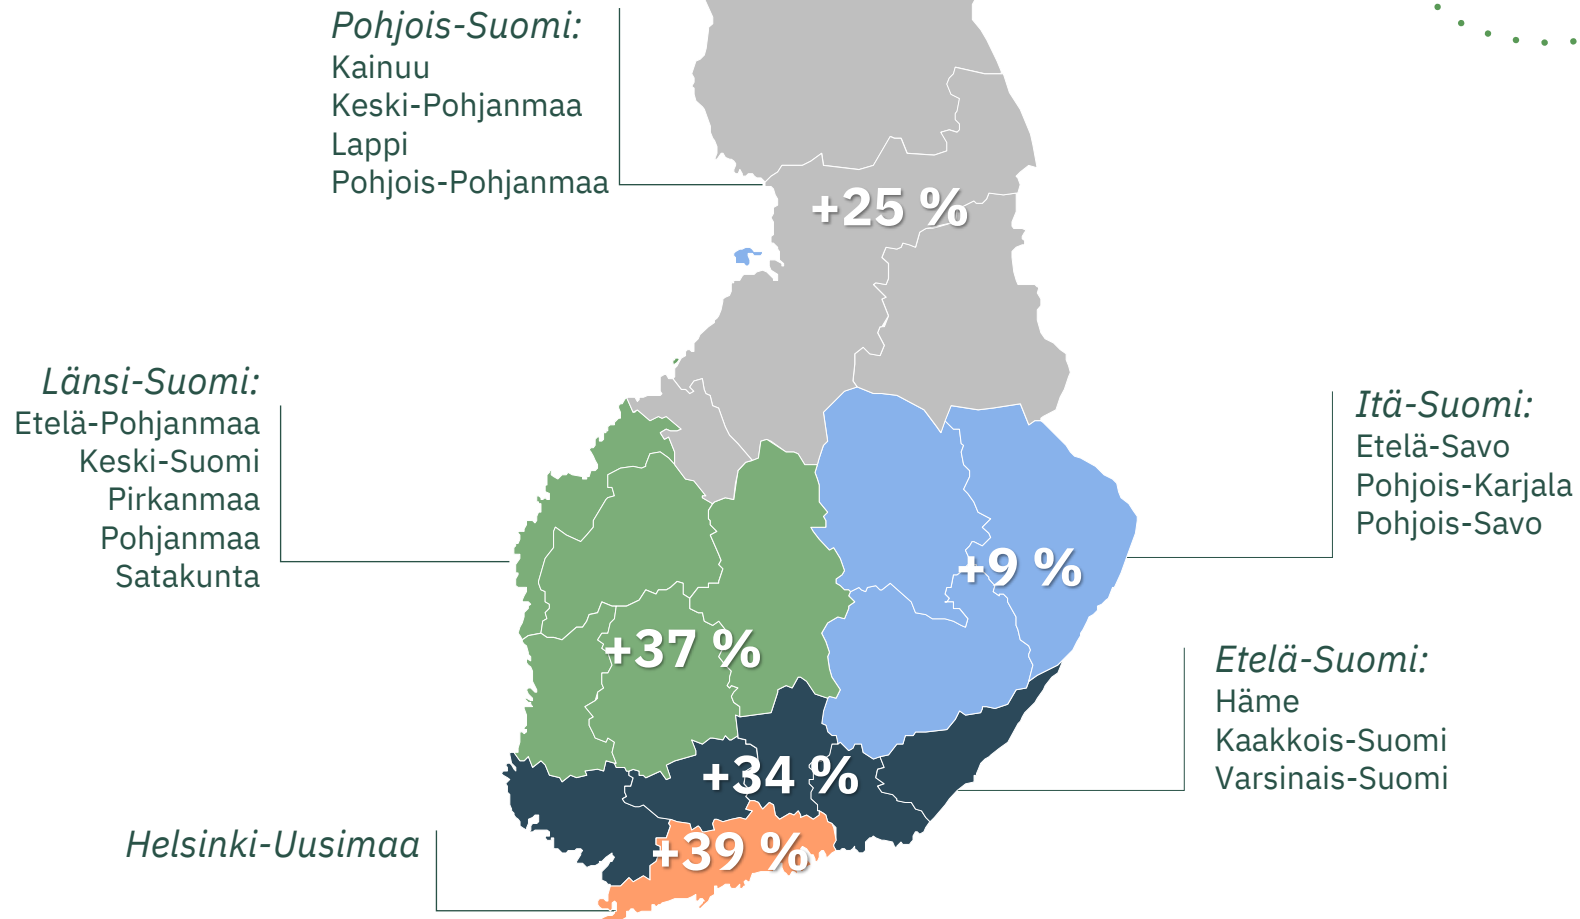 Pohjois-Suomi:
Kainuu
Keski-Pohjanmaa
Lappi
Pohjois-Pohjanmaa
+25 %
Länsi-Suomi:
Etelä-Pohjanmaa
Keski-Suomi
Pirkanmaa
Pohjanmaa
Satakunta
+37 %
Itä-Suomi:
Etelä-Savo
Pohjois-Karjala
Pohjois-Savo
+9 %
Etelä-Suomi:
Häme
Kaakkois-Suomi
Varsinais-Suomi
+34 %
Helsinki-Uusimaa
+39 %